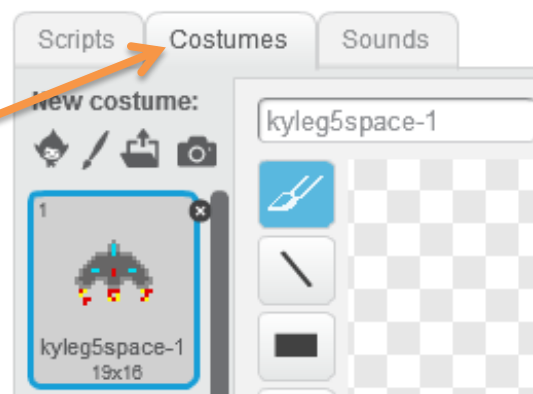 Scripts Costumes Sounds
New costume:
kyleg5space-1
1
kyleg5space-1
19x16